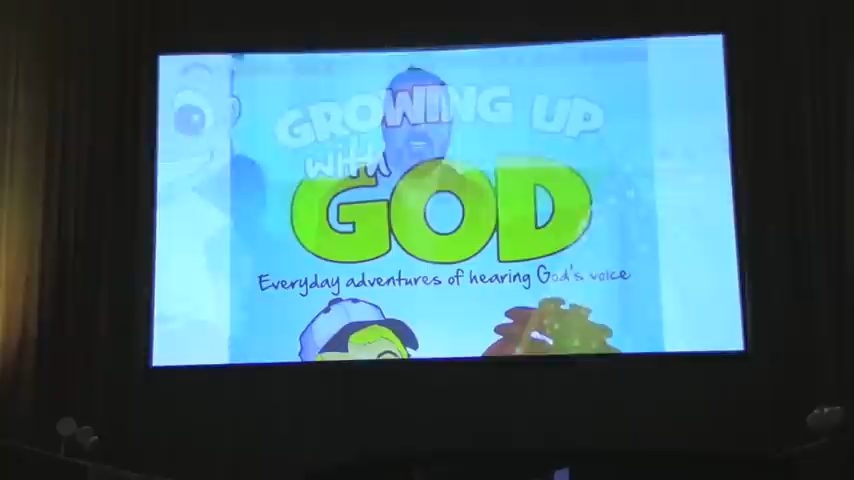 GROWING UP
with
GOD
Everyday adventures of hearing God's voice